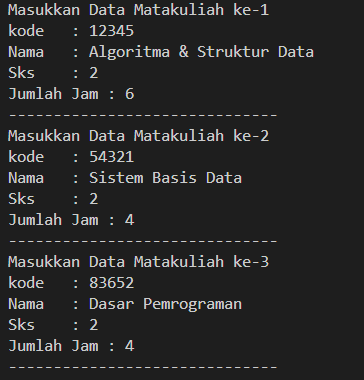 Masukkan Data Matakuliah ke-1
kode   : 12345
Nama   : Algoritma & Struktur Data
Sks    : 2
Jumlah Jam : 6
------------------------------
Masukkan Data Matakuliah ke-2
kode   : 54321
Nama   : Sistem Basis Data
Sks    : 2
Jumlah Jam : 4
------------------------------
Masukkan Data Matakuliah ke-3
kode   : 83652
Nama   : Dasar Pemrograman
Sks    : 2
Jumlah Jam : 4
------------------------------